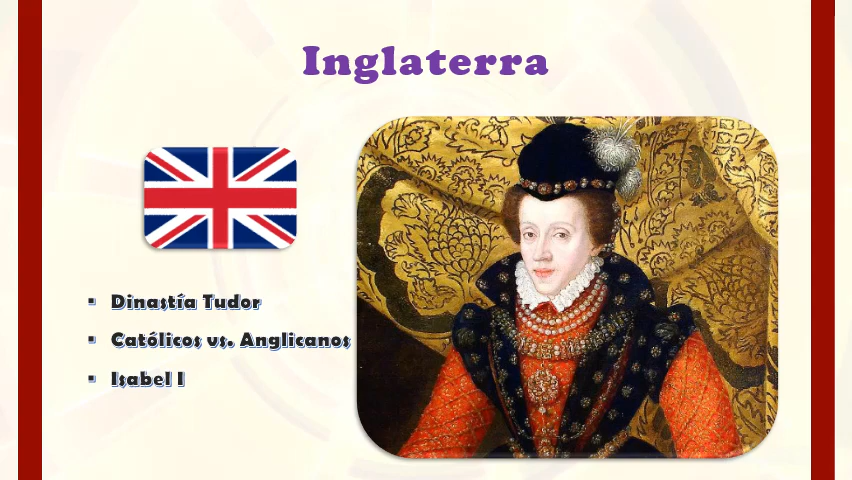 Inglaterra
▪ Dinastía Tudor
▪ Católicos vs. Anglicanos
▪ Isabel I